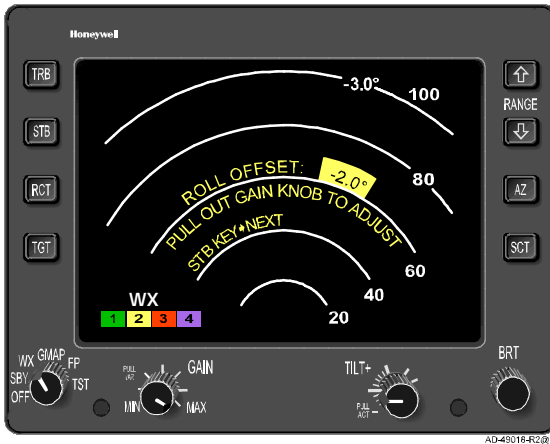 Honeywell
TRB
STB
RCT
TGT
-3.0°
100
ROLL OFFSET: -2.0°
80
PULL OUT GAIN KNOB TO ADJUST
STB KEY➧NEXT
60
40
20
WX
1 2 3 4
RANGE
AZ
SCT
WX GMAP FP
SBY TST
OFF
PULL VAR
GAIN
MIN MAX
TILT+
PULL ACT -
BRT
AD-49016-R2@